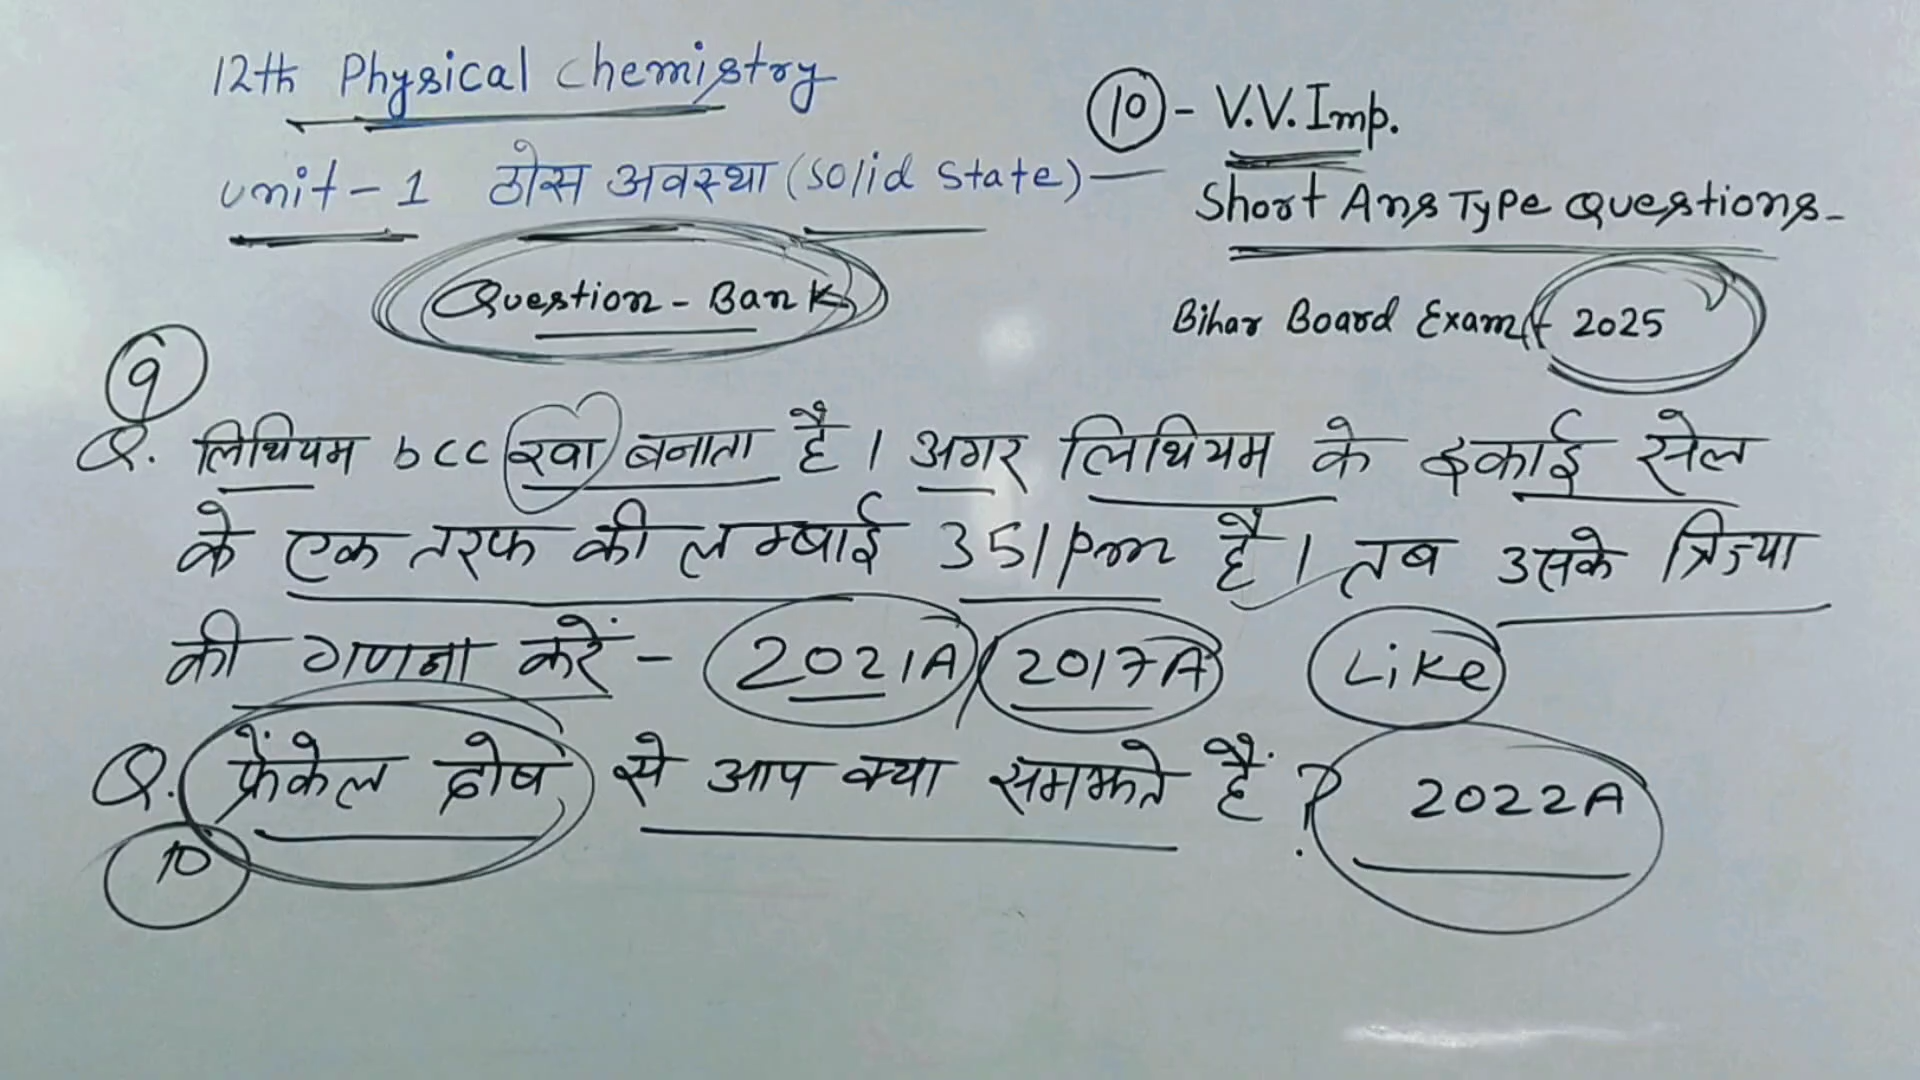 12th Physical Chemistry
Unit-1 ठोस अवस्था (Solid State) —
10 - V.V.Imp.
Short Ans Type Questions-
Question-Bank
Bihar Board Exam - 2025
9
Q. लिथियम bcc रवा बनाता है। अगर लिथियम के इकाई सेल
के एक तरफ की लम्बाई 351pm है। तब उसके त्रिज्या
की गणना करें - 2021A/2017A Like
Q. फ्रेंकेल दोष से आप क्या समझते हैं? 2022A
10